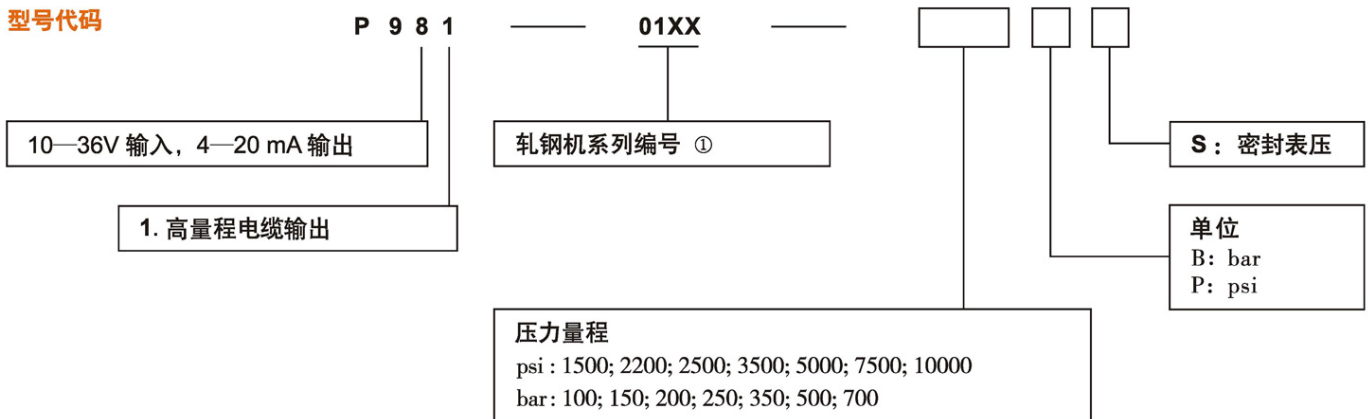 型号代码
P 9 8 1 — 01XX —
10—36V 输入，4—20 mA 输出
轧钢机系列编号 ①
S：密封表压
1. 高量程电缆输出
单位
B: bar
P: psi
压力量程
psi : 1500; 2200; 2500; 3500; 5000; 7500; 10000
bar: 100; 150; 200; 250; 350; 500; 700